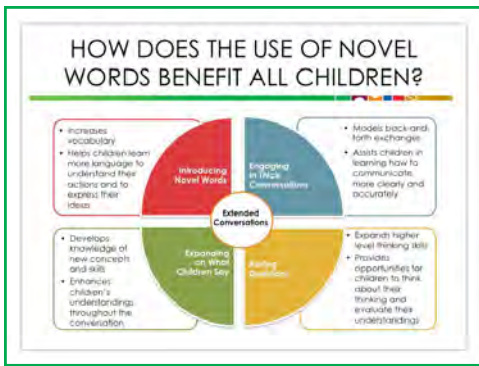 HOW DOES THE USE OF NOVEL
WORDS BENEFIT ALL CHILDREN?
• Increases
vocabulary
• Helps children learn
more language to
understand their
actions and to
express their
ideas
Introducing
Novel Words
Engaging
in Thick
Conversations
• Models back-and-
forth exchanges
• Assists children in
learning how to
communicate
more clearly and
accurately
Extended
Conversations
• Develops
knowledge of
new concepts
and skills
• Enhances
children's
understandings
throughout the
conversation
Expanding
on What
Children Say
Asking
Questions
• Expands higher
level thinking skills
• Provides
opportunities for
children to think
about their
thinking and
evaluate their
understandings